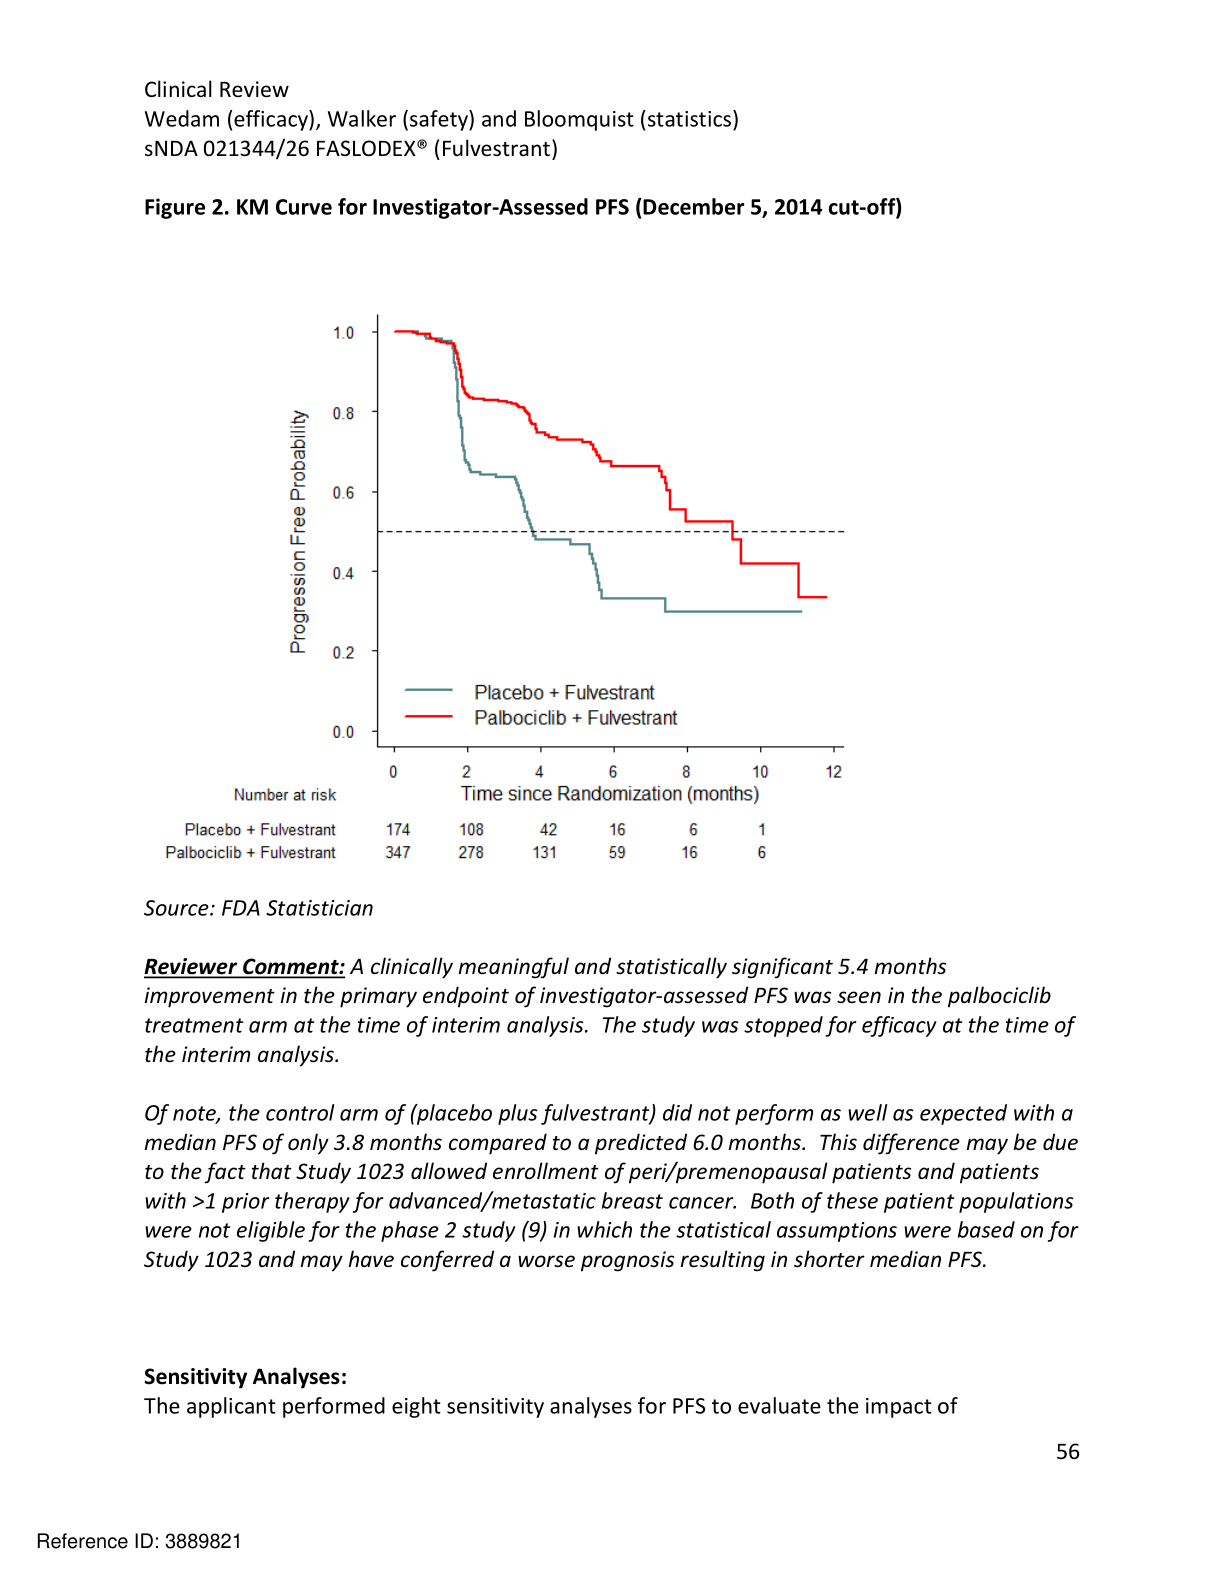 Clinical Review
Wedam (efficacy), Walker (safety) and Bloomquist (statistics)
sNDA 021344/26 FASLODEX® (Fulvestrant)
Figure 2. KM Curve for Investigator-Assessed PFS (December 5, 2014 cut-off)
1.0
0.8
0.6
0.4
0.2
0.0
Progression Free Probability
Placebo + Fulvestrant
Palbociclib + Fulvestrant
0 2 4 6 8 10 12
Number at risk Time since Randomization (months)
Placebo + Fulvestrant 174 108 42 16 6 1
Palbociclib + Fulvestrant 347 278 131 59 16 6
Source: FDA Statistician
Reviewer Comment: A clinically meaningful and statistically significant 5.4 months
improvement in the primary endpoint of investigator-assessed PFS was seen in the palbociclib
treatment arm at the time of interim analysis. The study was stopped for efficacy at the time of
the interim analysis.
Of note, the control arm of (placebo plus fulvestrant) did not perform as well as expected with a
median PFS of only 3.8 months compared to a predicted 6.0 months. This difference may be due
to the fact that Study 1023 allowed enrollment of peri/premenopausal patients and patients
with >1 prior therapy for advanced/metastatic breast cancer. Both of these patient populations
were not eligible for the phase 2 study (9) in which the statistical assumptions were based on for
Study 1023 and may have conferred a worse prognosis resulting in shorter median PFS.
Sensitivity Analyses:
The applicant performed eight sensitivity analyses for PFS to evaluate the impact of
56
Reference ID: 3889821